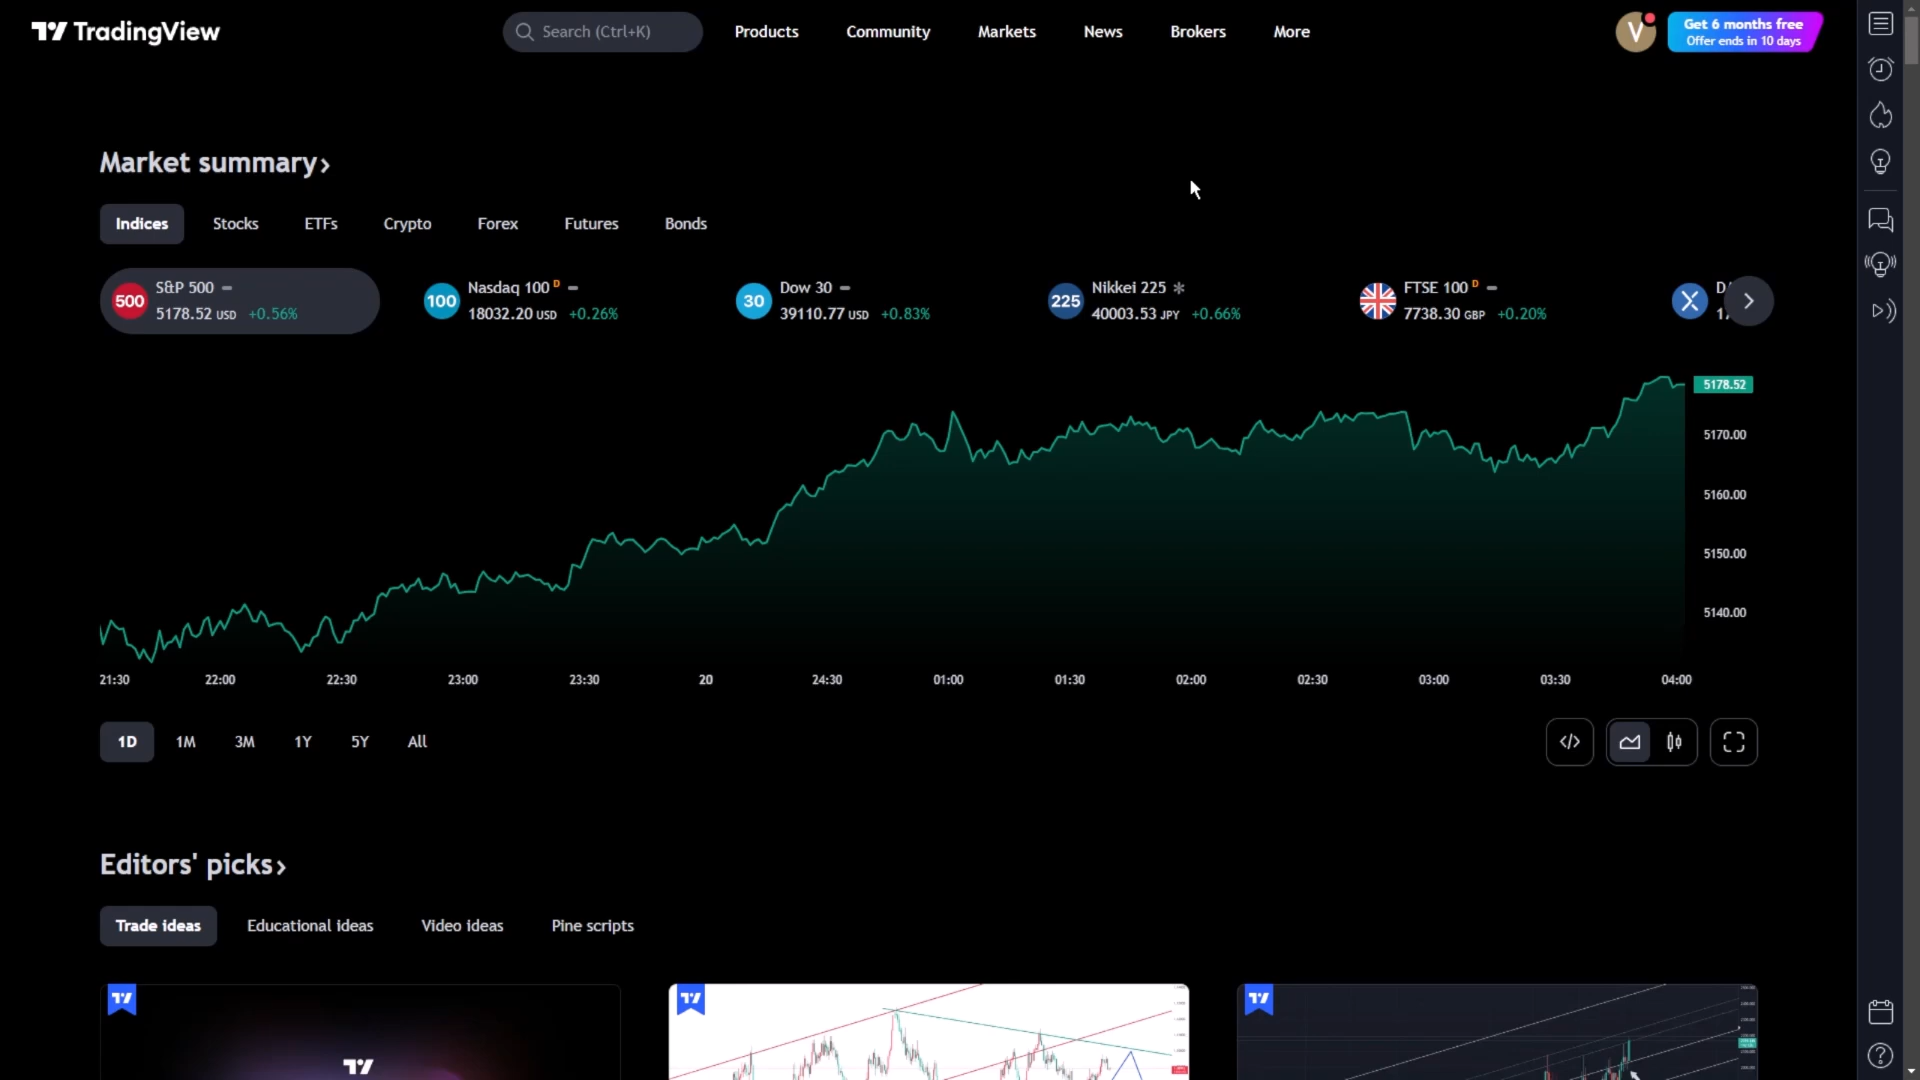 TradingView
Search (Ctrl+K)
Products
Community
Markets
News
Brokers
More
V
Get 6 months free
Offer ends in 10 days
Market summary
Indices
Stocks
ETFs
Crypto
Forex
Futures
Bonds
500
S&P 500
5178.52 USD +0.56%
100
Nasdaq 100 D
18032.20 USD +0.26%
30
Dow 30
39110.77 USD +0.83%
225
Nikkei 225
40003.53 JPY +0.66%
FTSE 100 D
7738.30 GBP +0.20%
5178.52
5170.00
5160.00
5150.00
5140.00
21:30
22:00
22:30
23:00
23:30
20
24:30
01:00
01:30
02:00
02:30
03:00
03:30
04:00
1D
1M
3M
1Y
5Y
All
Editors' picks
Trade ideas
Educational ideas
Video ideas
Pine scripts